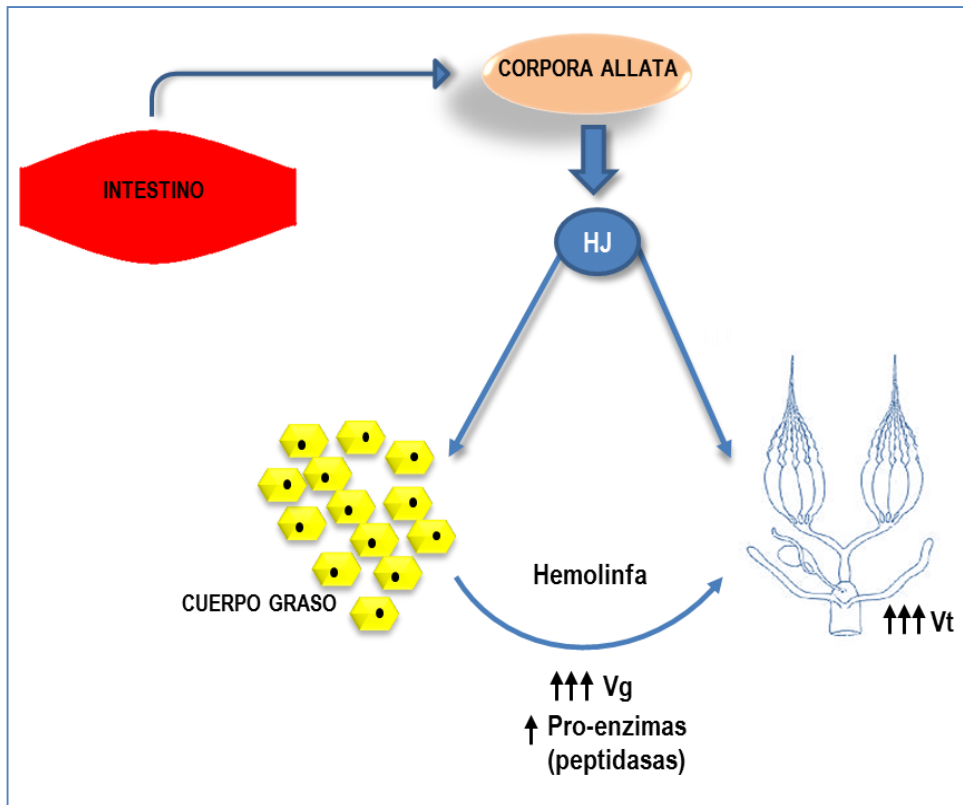 CORPORA ALLATA
INTESTINO
HJ
CUERPO GRASO
Hemolinfa
↑↑↑ Vt
↑↑↑ Vg
↑ Pro-enzimas
(peptidasas)